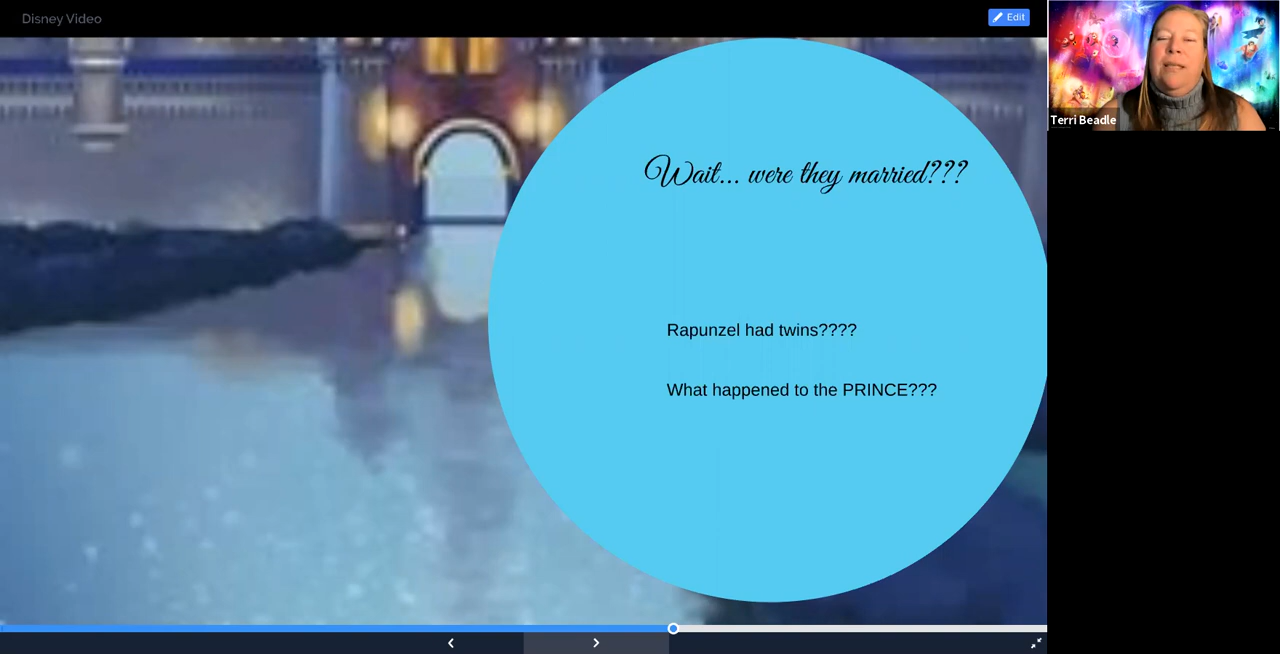 Disney Video
Edit
Wait... were they married???
Rapunzel had twins????
What happened to the PRINCE???
Terri Beadle